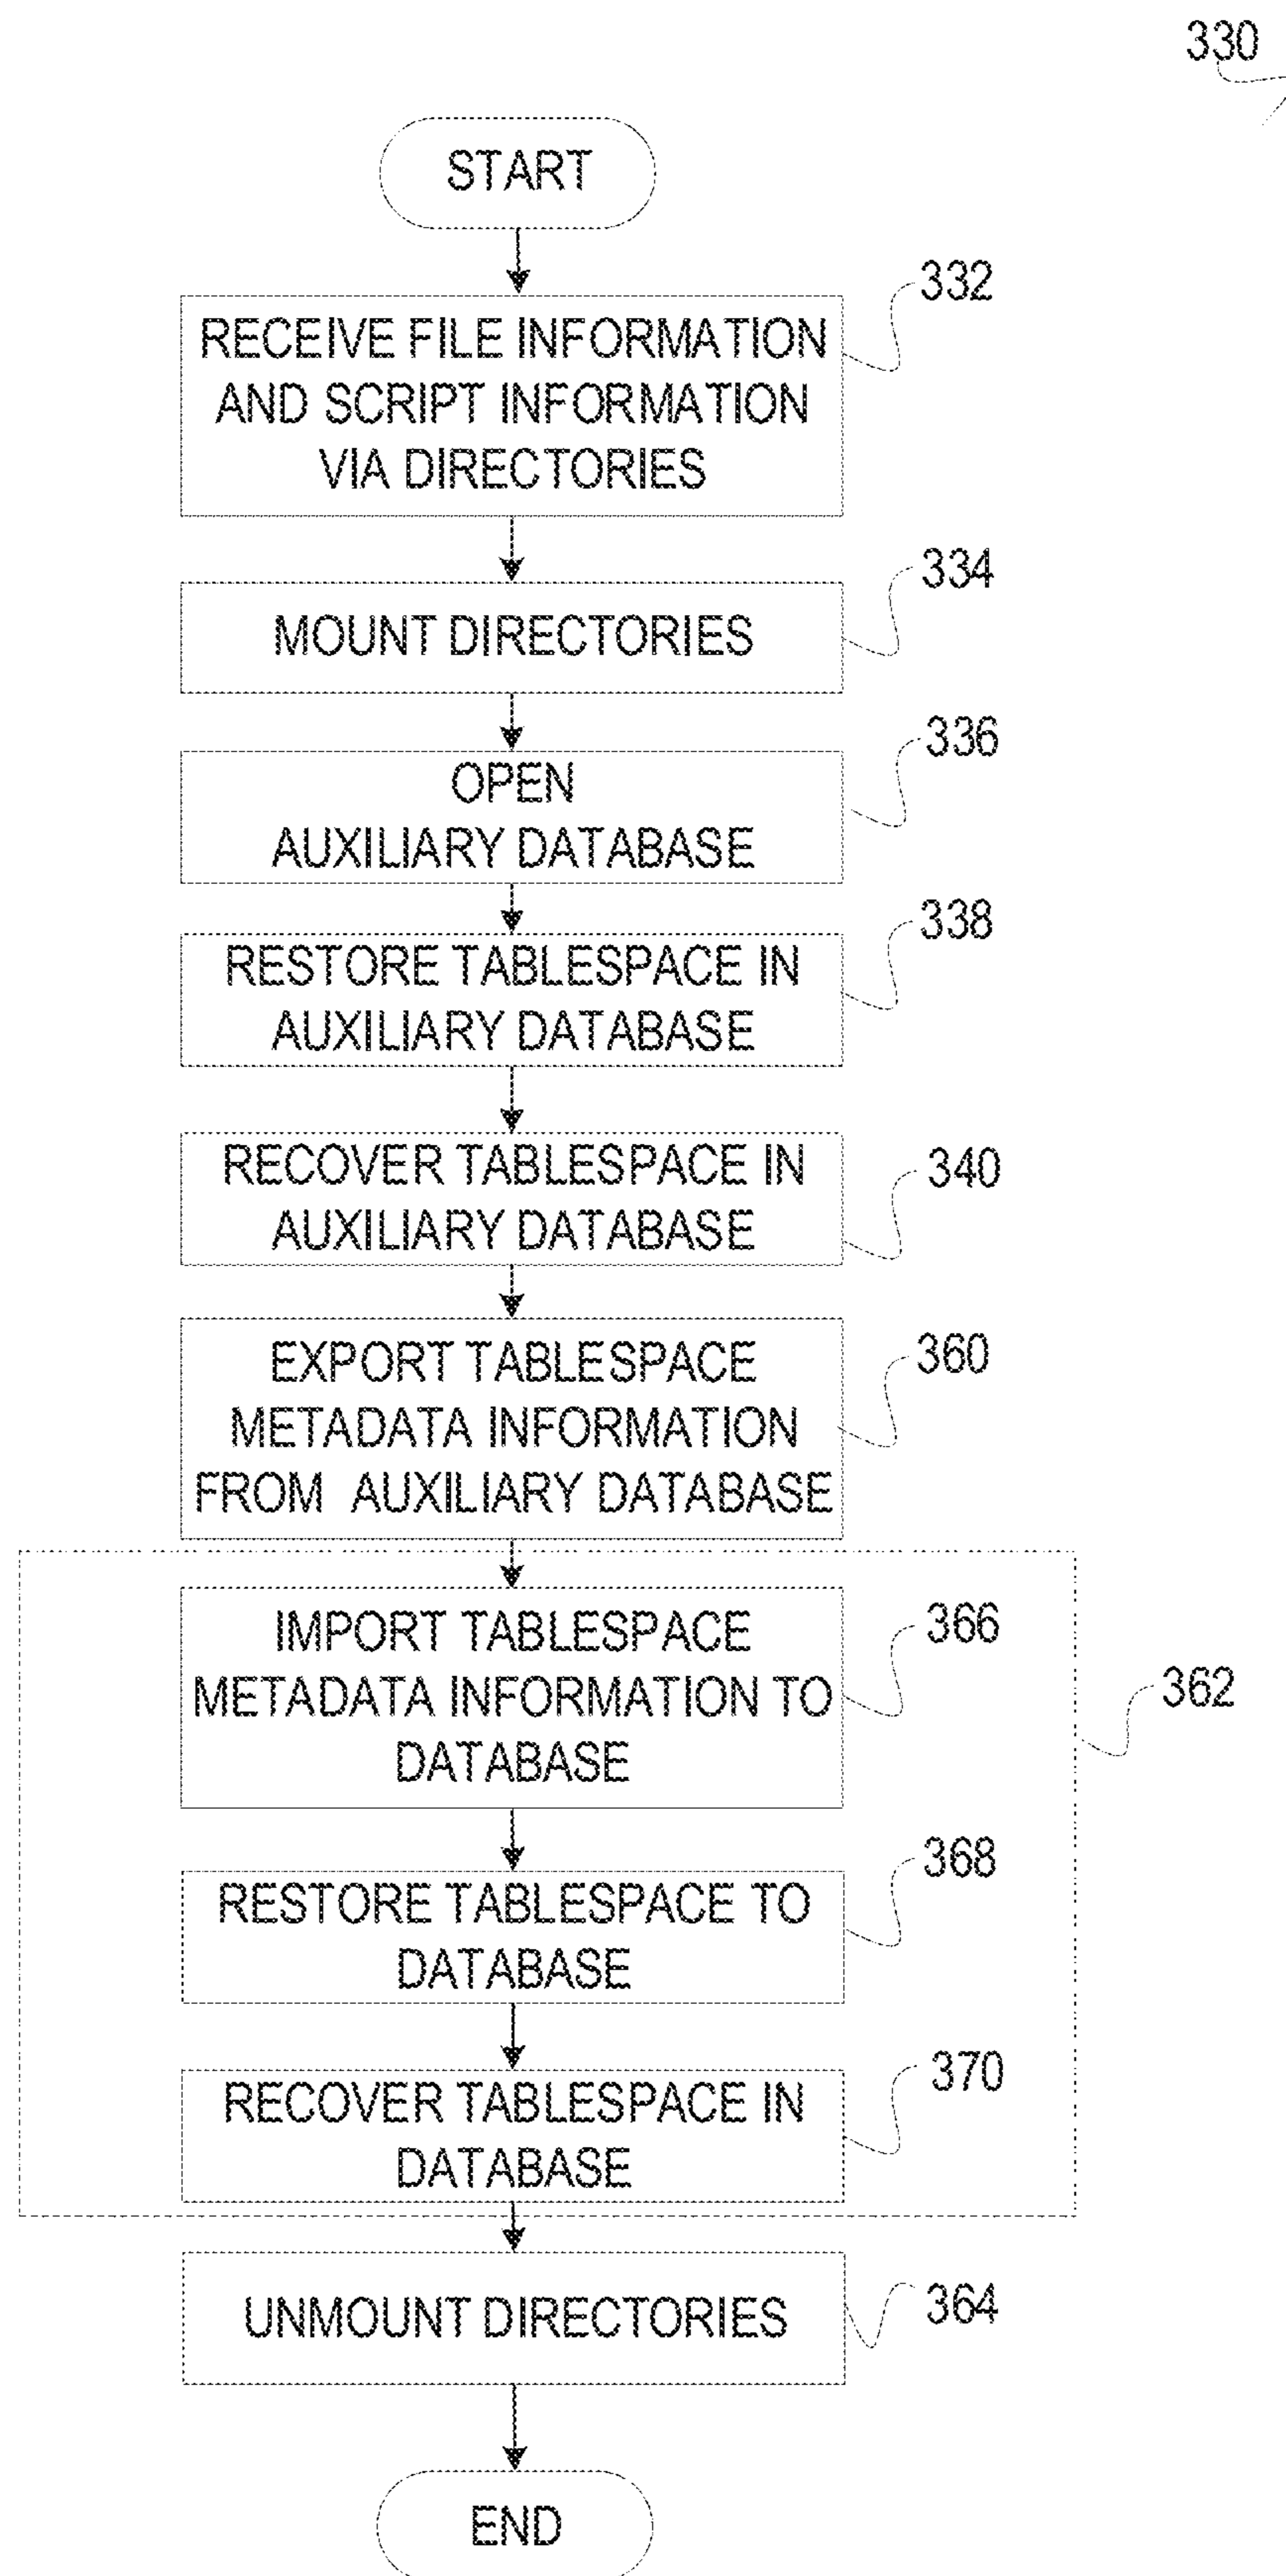 330
START
332
RECEIVE FILE INFORMATION
AND SCRIPT INFORMATION
VIA DIRECTORIES
334
MOUNT DIRECTORIES
336
OPEN
AUXILIARY DATABASE
338
RESTORE TABLESPACE IN
AUXILIARY DATABASE
340
RECOVER TABLESPACE IN
AUXILIARY DATABASE
360
EXPORT TABLESPACE
METADATA INFORMATION
FROM AUXILIARY DATABASE
366
IMPORT TABLESPACE
METADATA INFORMATION TO
DATABASE
362
368
RESTORE TABLESPACE TO
DATABASE
370
RECOVER TABLESPACE IN
DATABASE
364
UNMOUNT DIRECTORIES
END